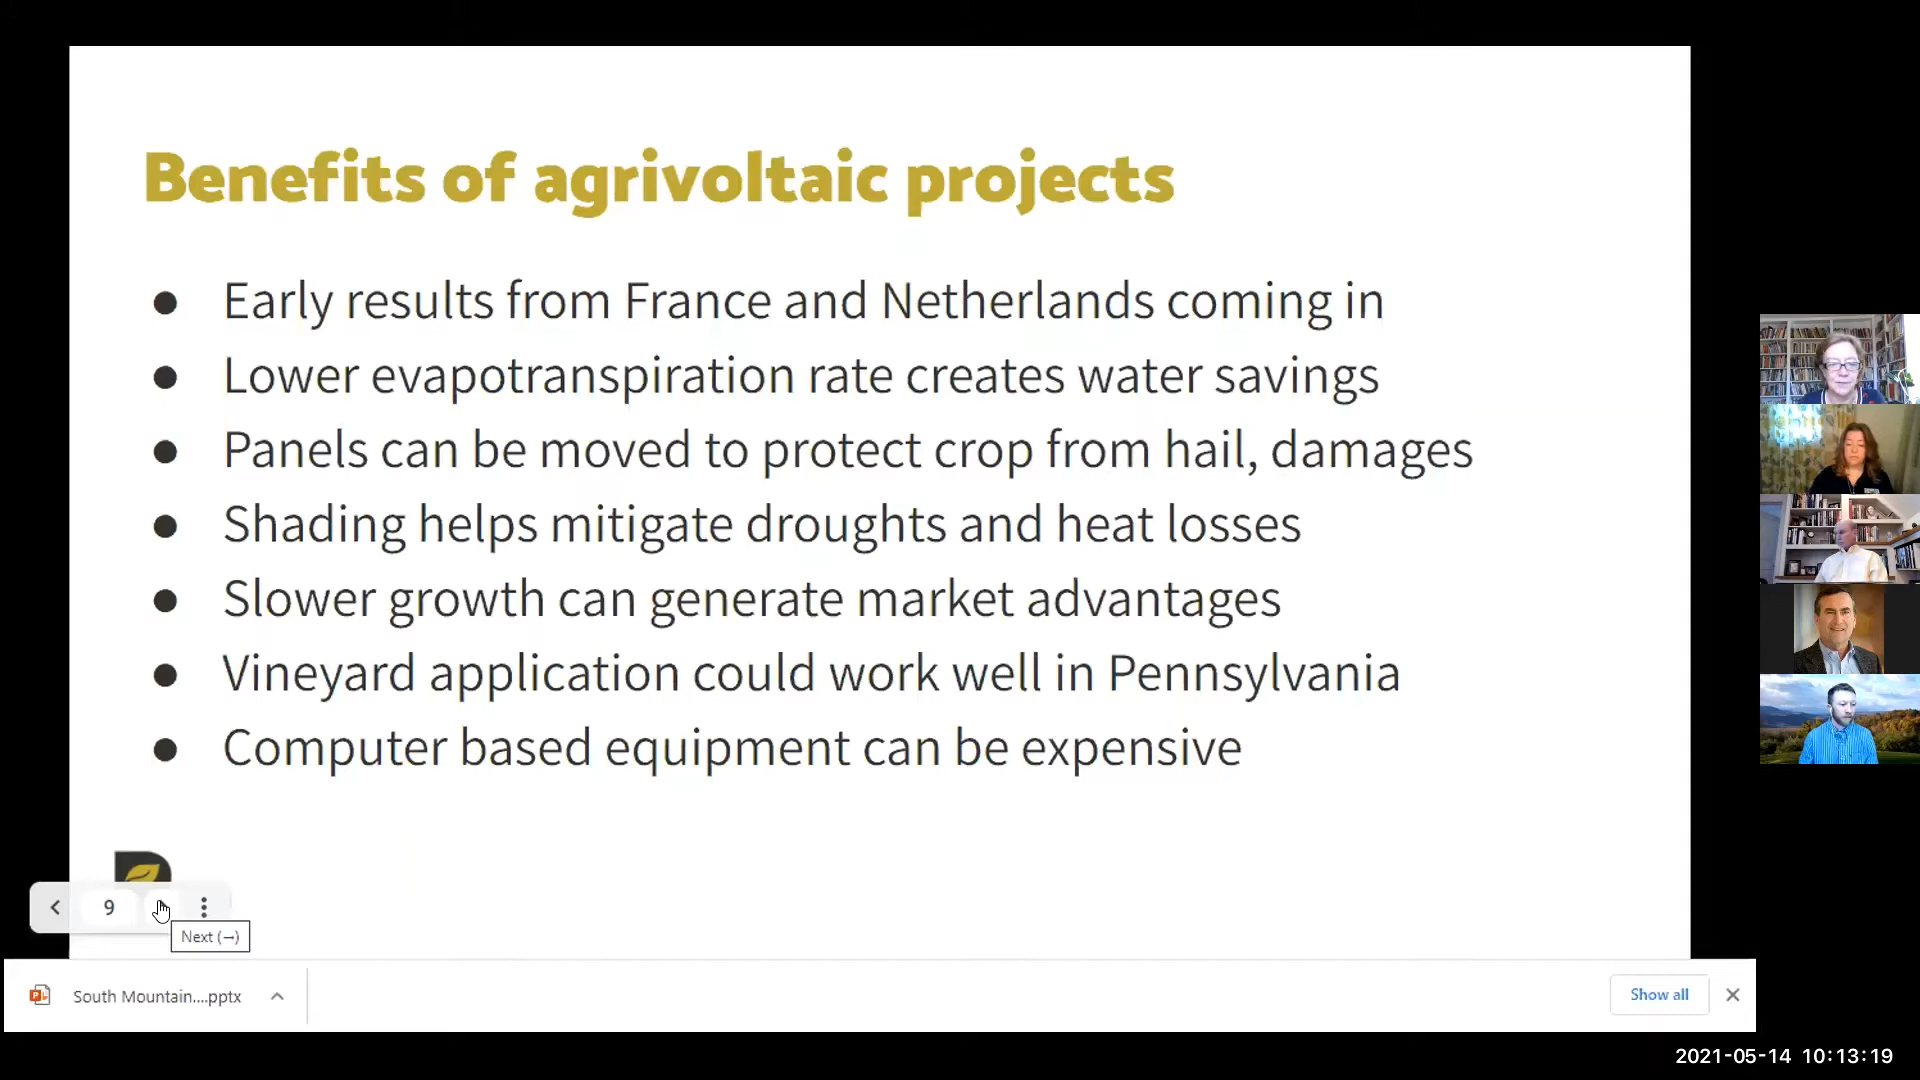 Benefits of agrivoltaic projects
● Early results from France and Netherlands coming in
● Lower evapotranspiration rate creates water savings
● Panels can be moved to protect crop from hail, damages
● Shading helps mitigate droughts and heat losses
● Slower growth can generate market advantages
● Vineyard application could work well in Pennsylvania
● Computer based equipment can be expensive
9
Next (→)
South Mountain....pptx
Show all
2021-05-14 10:13:19